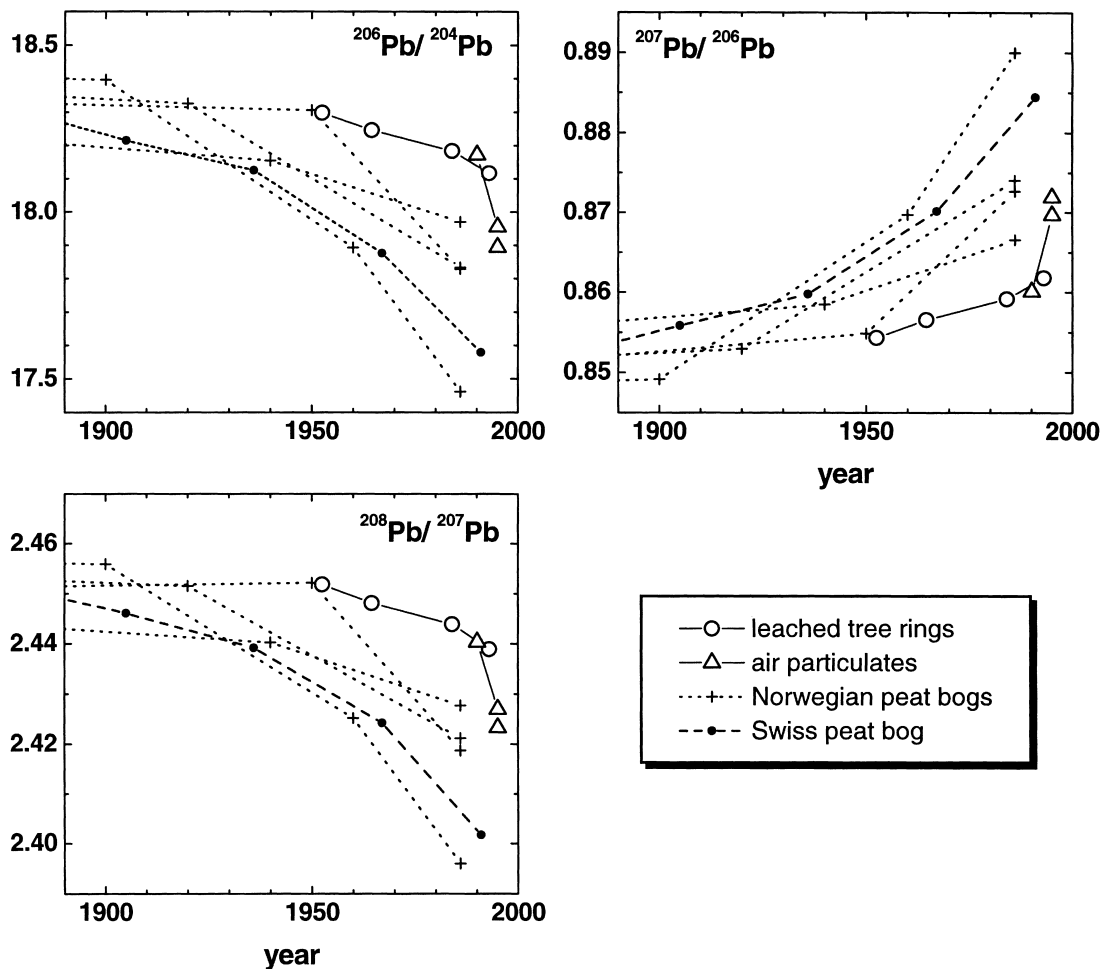 ²⁰⁶Pb/ ²⁰⁴Pb
18.5
18.0
17.5
1900 1950 2000
²⁰⁷Pb/ ²⁰⁶Pb
0.89
0.88
0.87
0.86
0.85
1900 1950 2000
year
²⁰⁸Pb/ ²⁰⁷Pb
2.46
2.44
2.42
2.40
1900 1950 2000
year
leached tree rings
air particulates
Norwegian peat bogs
Swiss peat bog